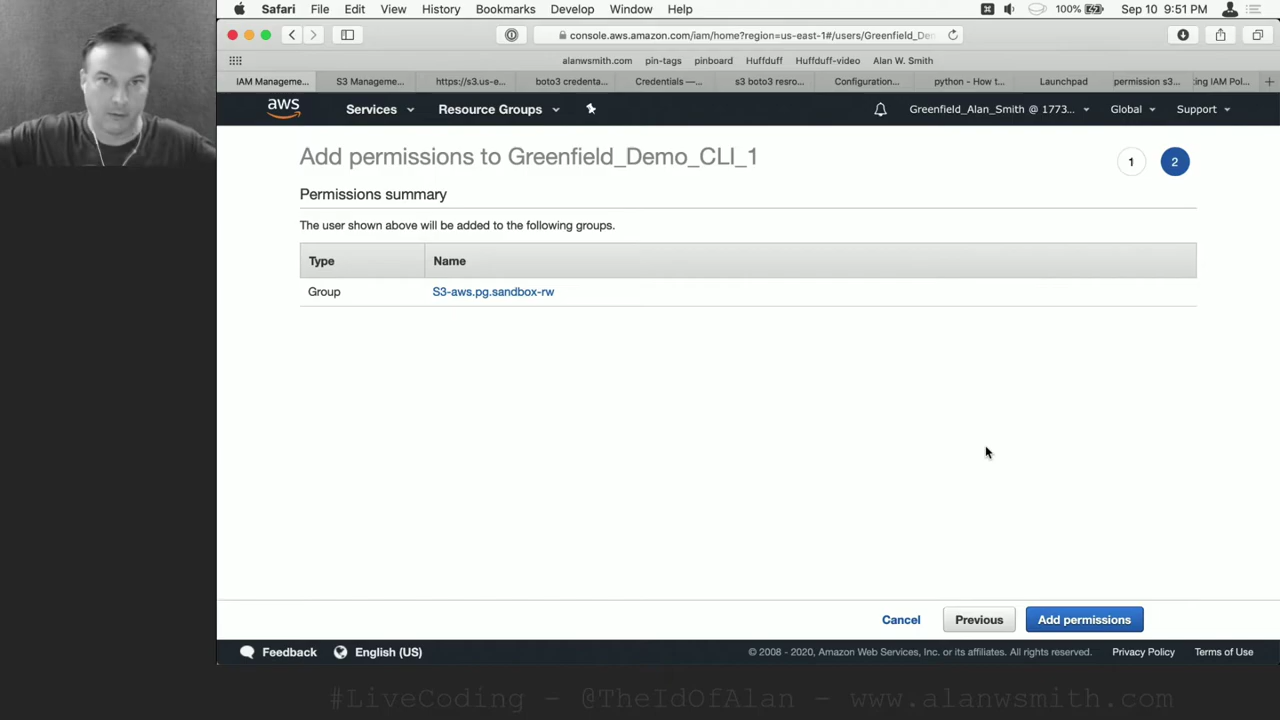 Safari File Edit View History Bookmarks Develop Window Help 100% Sep 10 9:51 PM
console.aws.amazon.com/iam/home?region=us-east-1#/users/Greenfield_Den
alanwsmith.com pin-tags pinboard Huffduff Huffduff-video Alan W. Smith
IAM Manageme... S3 Manageme... https://s3.us-e... boto3 credenta... Credentials —... s3 boto3 resro... Configuration... python - How t... Launchpad permission s3... ting IAM Pol...
aws Services Resource Groups Greenfield_Alan_Smith @ 1773... Global Support
Add permissions to Greenfield_Demo_CLI_1 1 2
Permissions summary
The user shown above will be added to the following groups.
Type Name
Group S3-aws.pg.sandbox-rw
Cancel Previous Add permissions
Feedback English (US) © 2008 - 2020, Amazon Web Services, Inc. or its affiliates. All rights reserved. Privacy Policy Terms of Use
#LiveCoding - @TheIdOfAlan - www.alanwsmith.com